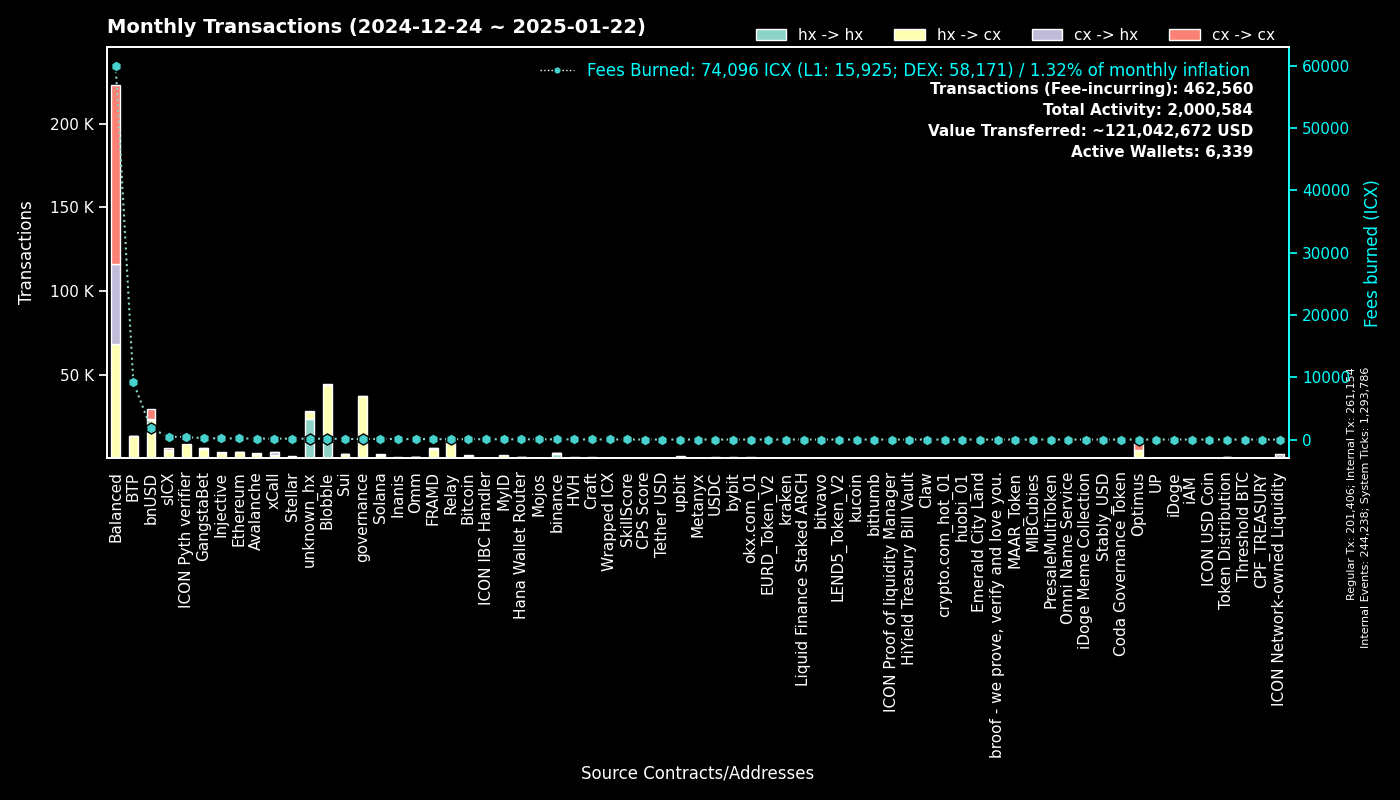 Monthly Transactions (2024-12-24 ~ 2025-01-22)
hx -> hx
hx -> cx
cx -> hx
cx -> cx
Fees Burned: 74,096 ICX (L1: 15,925; DEX: 58,171) / 1.32% of monthly inflation
Transactions (Fee-incurring): 462,560
Total Activity: 2,000,584
Value Transferred: ~121,042,672 USD
Active Wallets: 6,339
Transactions
200 K
150 K
100 K
50 K
60000
50000
40000
30000
20000
10000
0
Fees burned (ICX)
Regular Tx: 201,406; Internal Tx: 261,154
Internal Events: 244,238; System Ticks: 1,293,786
Balanced
BTP
bnUSD
sICX
ICON Pyth verifier
GangstaBet
Injective
Ethereum
Avalanche
xCall
Stellar
unknown_hx
Blobble
Sui
governance
Solana
Inanis
Omm
FRAMD
Relay
Bitcoin
ICON IBC Handler
MyID
Hana Wallet Router
Mojos
binance
HVH
Craft
Wrapped ICX
SkillScore
CPS Score
Tether USD
upbit
Metanyx
USDC
bybit
okx.com_01
EURD_Token_V2
kraken
Liquid Finance Staked ARCH
bitvavo
LEND5_Token_V2
kucoin
bithumb
ICON Proof of liquidity Manager
HiYield Treasury Bill Vault
Claw
crypto.com_hot_01
huobi_01
Emerald City Land
broof - we prove, verify and love you.
MAAR_Token
MIBCubies
PresaleMultiToken
Omni Name Service
iDoge Meme Collection
Stably_USD
Coda Governance_Token
Optimus
UP
iDoge
iAM
ICON USD Coin
Token Distribution
Threshold BTC
CPF_TREASURY
ICON Network-owned Liquidity
Source Contracts/Addresses